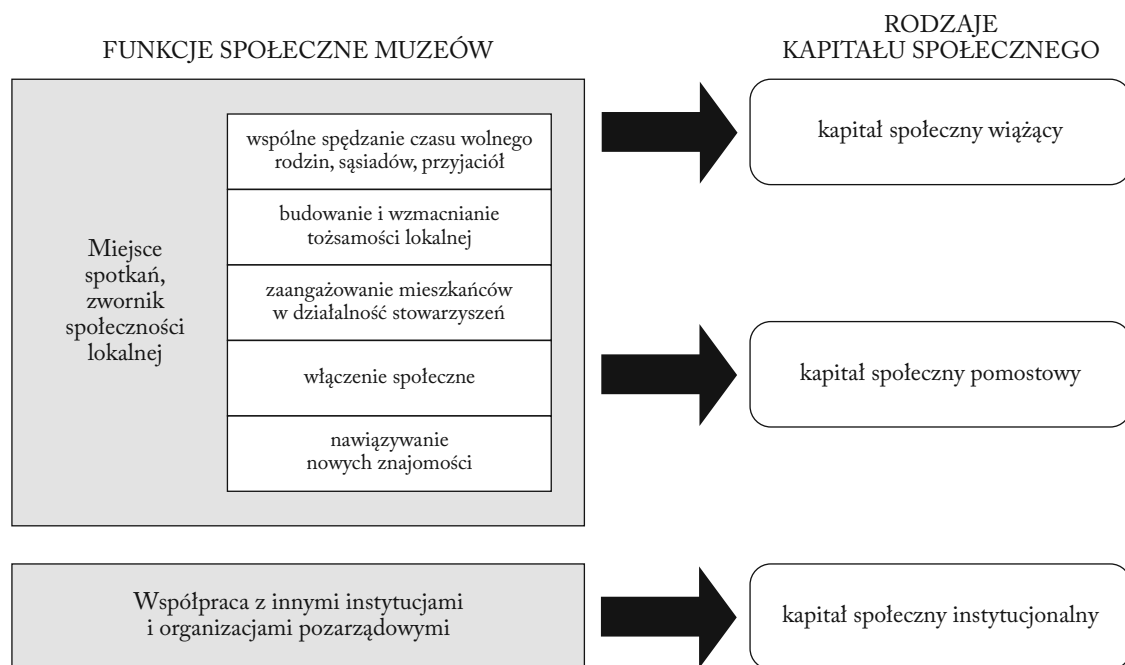 FUNKCJE SPOŁECZNE MUZEÓW
RODZAJE
KAPITAŁU SPOŁECZNEGO
Miejsce
spotkań,
zwornik
społeczności
lokalnej
wspólne spędzanie czasu wolnego
rodzin, sąsiadów, przyjaciół
budowanie i wzmacnianie
tożsamości lokalnej
zaangażowanie mieszkańców
w działalność stowarzyszeń
włączenie społeczne
nawiązywanie
nowych znajomości
kapitał społeczny wiążący
kapitał społeczny pomostowy
Współpraca z innymi instytucjami
i organizacjami pozarządowymi
kapitał społeczny instytucjonalny